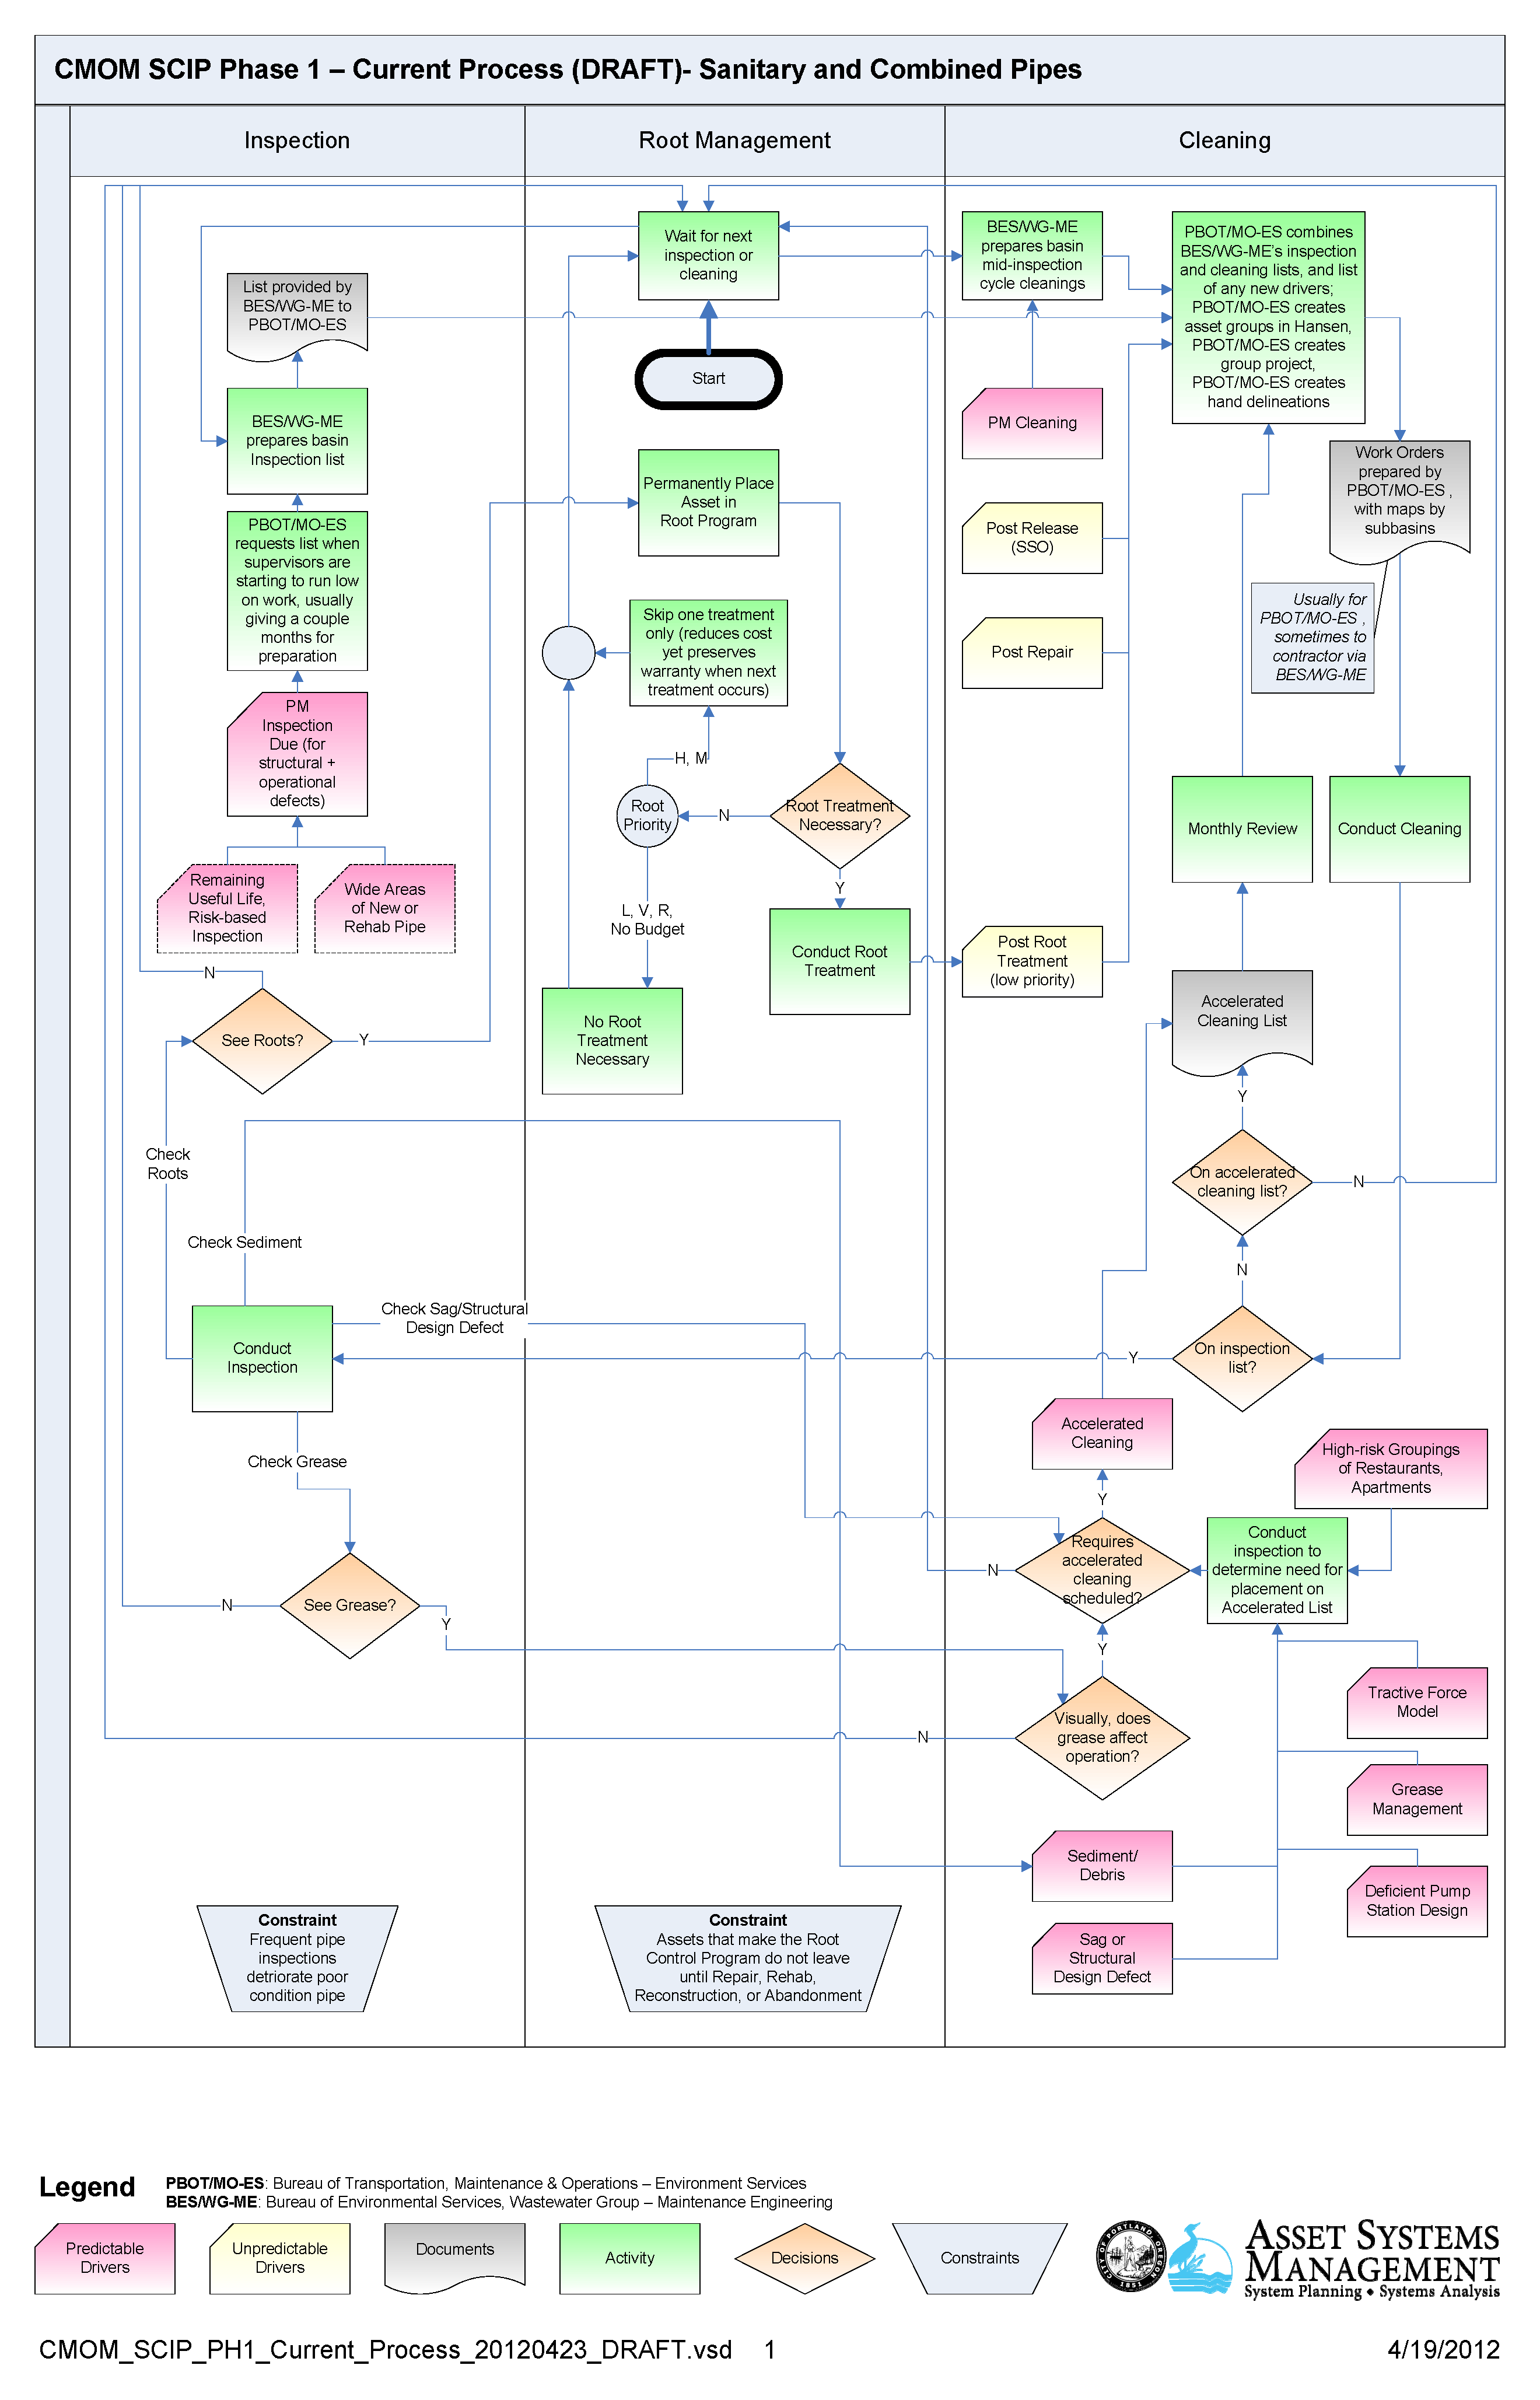 CMOM SCIP Phase 1 – Current Process (DRAFT)- Sanitary and Combined Pipes
Inspection
Root Management
Cleaning
Wait for next
inspection or
cleaning
BES/WG-ME
prepares basin
mid-inspection
cycle cleanings
PBOT/MO-ES combines
BES/WG-ME's inspection
and cleaning lists, and list
of any new drivers;
PBOT/MO-ES creates
asset groups in Hansen,
PBOT/MO-ES creates
group project,
PBOT/MO-ES creates
hand delineations
List provided by
BES/WG-ME to
PBOT/MO-ES
Start
BES/WG-ME
prepares basin
Inspection list
PM Cleaning
Permanently Place
Asset in
Root Program
Work Orders
prepared by
PBOT/MO-ES ,
with maps by
subbasins
PBOT/MO-ES
requests list when
supervisors are
starting to run low
on work, usually
giving a couple
months for
preparation
Post Release
(SSO)
Usually for
PBOT/MO-ES ,
sometimes to
contractor via
BES/WG-ME
Skip one treatment
only (reduces cost
yet preserves
warranty when next
treatment occurs)
Post Repair
PM
Inspection
Due (for
structural +
operational
defects)
H, M
Root
Priority
N
Root Treatment
Necessary?
Y
Monthly Review
Conduct Cleaning
Remaining
Useful Life,
Risk-based
Inspection
Wide Areas
of New or
Rehab Pipe
L, V, R,
No Budget
Conduct Root
Treatment
Post Root
Treatment
(low priority)
N
See Roots?
Y
No Root
Treatment
Necessary
Accelerated
Cleaning List
Y
Check
Roots
On accelerated
cleaning list?
N
Check Sediment
N
Check Sag/Structural
Design Defect
Conduct
Inspection
Y
On inspection
list?
Accelerated
Cleaning
High-risk Groupings
of Restaurants,
Apartments
Check Grease
Y
Requires
accelerated
cleaning
scheduled?
N
Conduct
inspection to
determine need for
placement on
Accelerated List
N
See Grease?
Y
Y
Tractive Force
Model
Visually, does
grease affect
operation?
N
Grease
Management
Sediment/
Debris
Deficient Pump
Station Design
Sag or
Structural
Design Defect
Constraint
Frequent pipe
inspections
detriorate poor
condition pipe
Constraint
Assets that make the Root
Control Program do not leave
until Repair, Rehab,
Reconstruction, or Abandonment
Legend
PBOT/MO-ES: Bureau of Transportation, Maintenance & Operations – Environment Services
BES/WG-ME: Bureau of Environmental Services, Wastewater Group – Maintenance Engineering
Predictable
Drivers
Unpredictable
Drivers
Documents
Activity
Decisions
Constraints
CITY OF PORTLAND, OREGON
1851
ASSET SYSTEMS
MANAGEMENT
System Planning ◆ Systems Analysis
CMOM_SCIP_PH1_Current_Process_20120423_DRAFT.vsd 1
4/19/2012